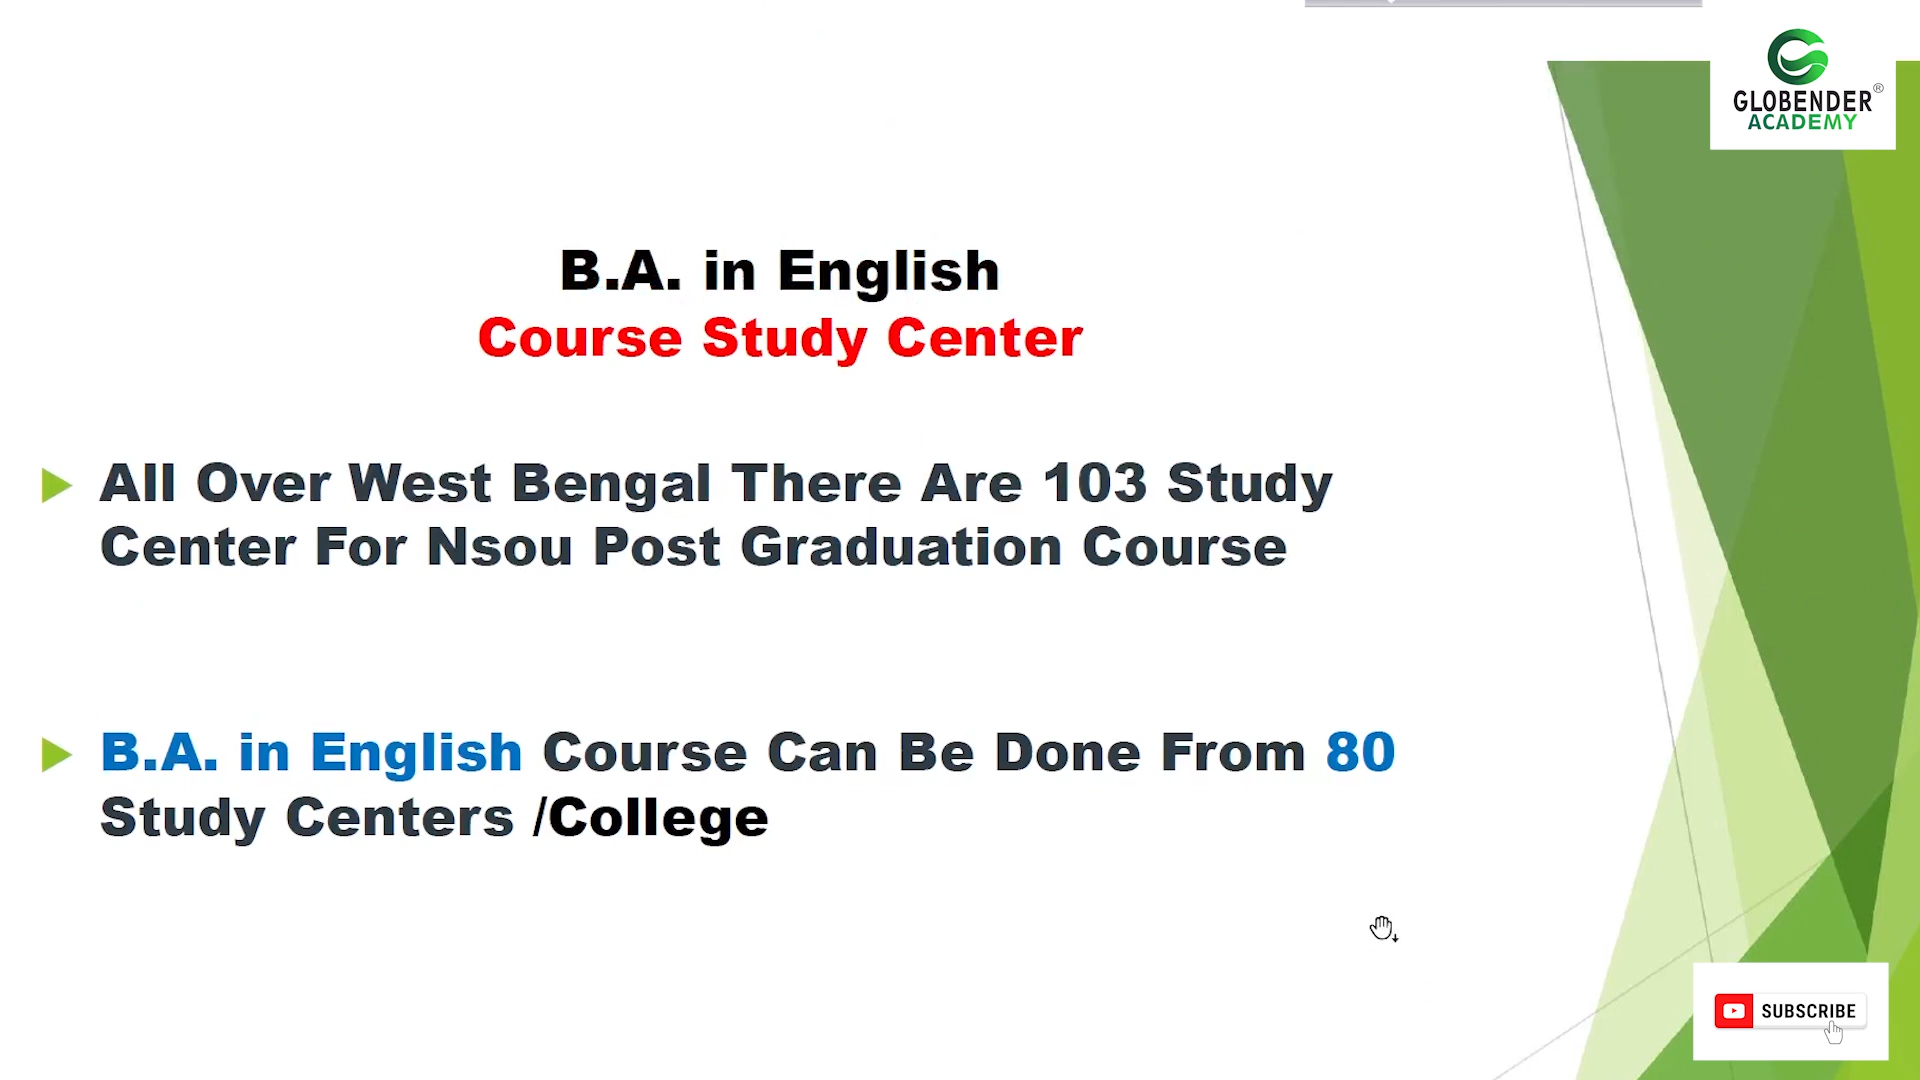 GLOBENDER®
ACADEMY
B.A. in English
Course Study Center
All Over West Bengal There Are 103 Study
Center For Nsou Post Graduation Course
B.A. in English Course Can Be Done From 80
Study Centers /College
SUBSCRIBE